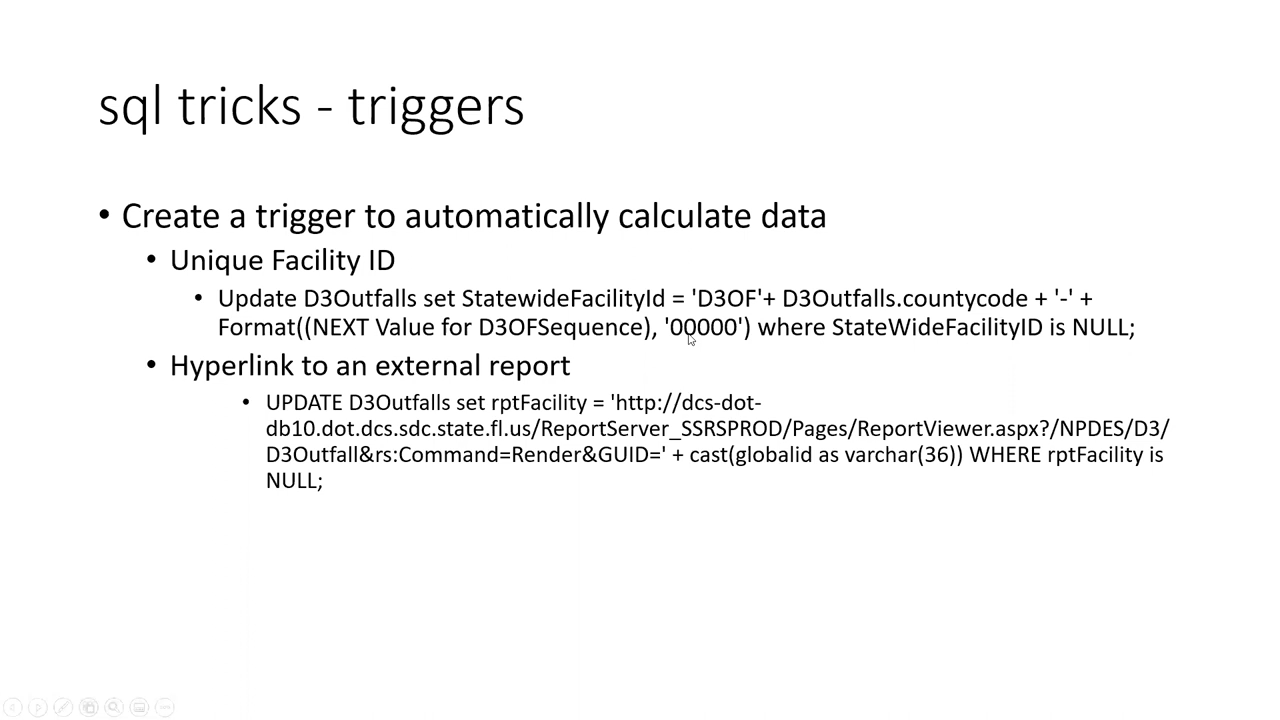 sql tricks - triggers
• Create a trigger to automatically calculate data
• Unique Facility ID
• Update D3Outfalls set StatewideFacilityId = 'D3OF'+ D3Outfalls.countycode + '-' +
Format((NEXT Value for D3OFSequence), '00000') where StateWideFacilityID is NULL;
• Hyperlink to an external report
• UPDATE D3Outfalls set rptFacility = 'http://dcs-dot-
db10.dot.dcs.sdc.state.fl.us/ReportServer_SSRSPROD/Pages/ReportViewer.aspx?/NPDES/D3/
D3Outfall&rs:Command=Render&GUID=' + cast(globalid as varchar(36)) WHERE rptFacility is
NULL;